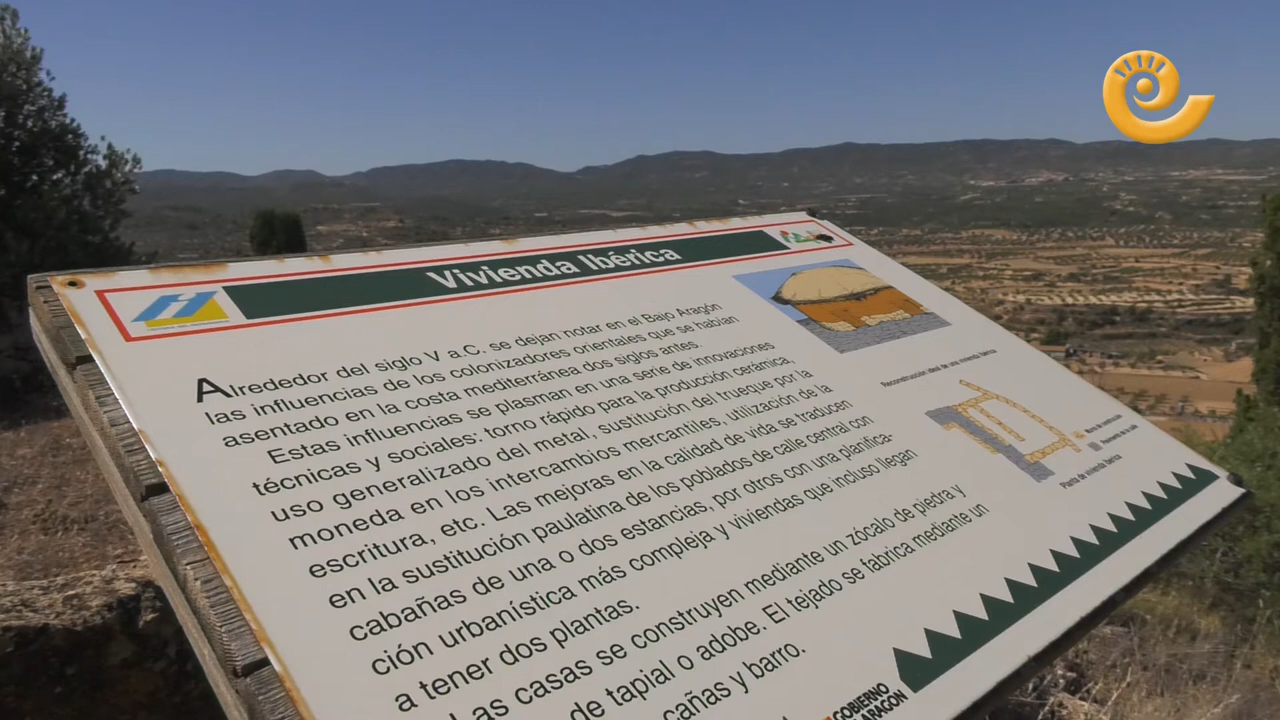 Vivienda Ibérica
Alrededor del siglo V a.C. se dejan notar en el Bajo Aragón
las influencias de los colonizadores orientales que se habían
asentado en la costa mediterránea dos siglos antes.
Estas influencias se plasman en una serie de innovaciones
técnicas y sociales: torno rápido para la producción cerámica,
uso generalizado del metal, sustitución del trueque por la
moneda en los intercambios mercantiles, utilización de la
escritura, etc. Las mejoras en la calidad de vida se traducen
en la sustitución paulatina de los poblados de calle central con
cabañas de una o dos estancias, por otros con una planifica-
ción urbanística más compleja y viviendas que incluso llegan
a tener dos plantas.
Las casas se construyen mediante un zócalo de piedra y
de tapial o adobe. El tejado se fabrica mediante un
cañas y barro.
Reconstrucción ideal de una vivienda ibérica
Planta de vivienda ibérica
GOBIERNO
ARAGON